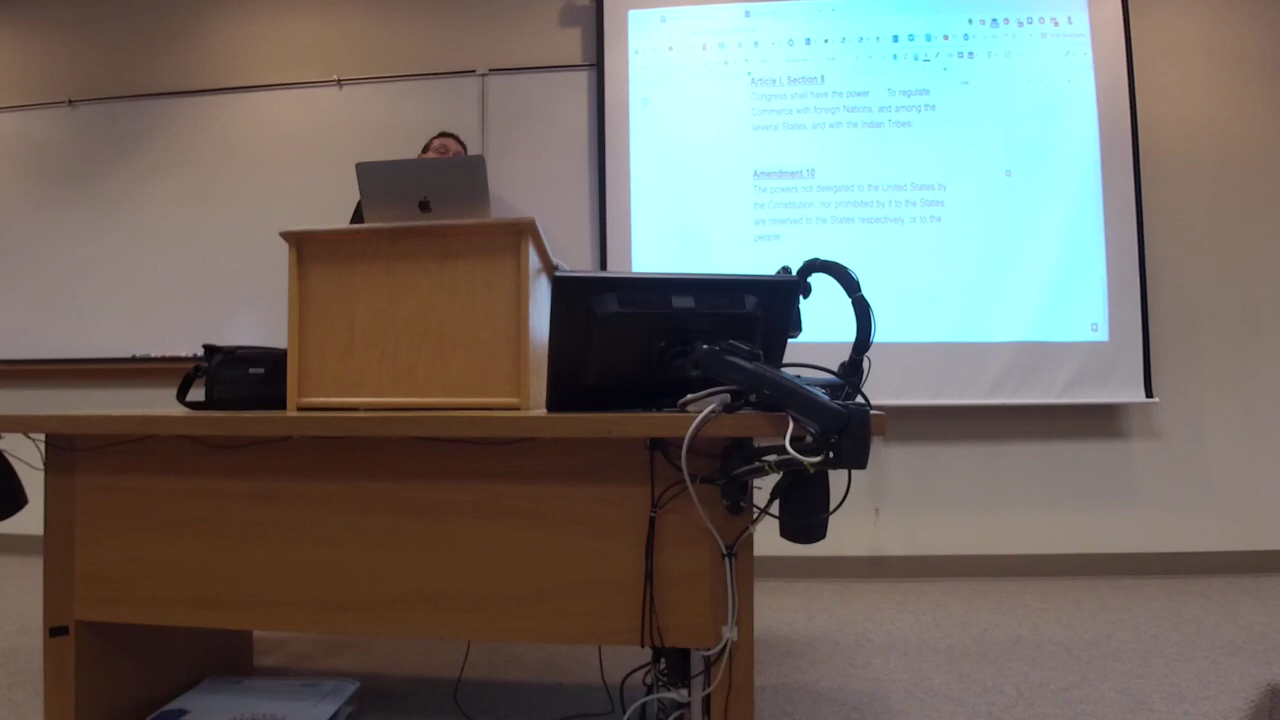 Article I, Section 8
Congress shall have the power To regulate
Commerce with foreign Nations, and among the
several States, and with the Indian Tribes.
Amendment 10
The powers not delegated to the United States by
the Constitution, nor prohibited by it to the States,
are reserved to the States respectively, or to the
people.